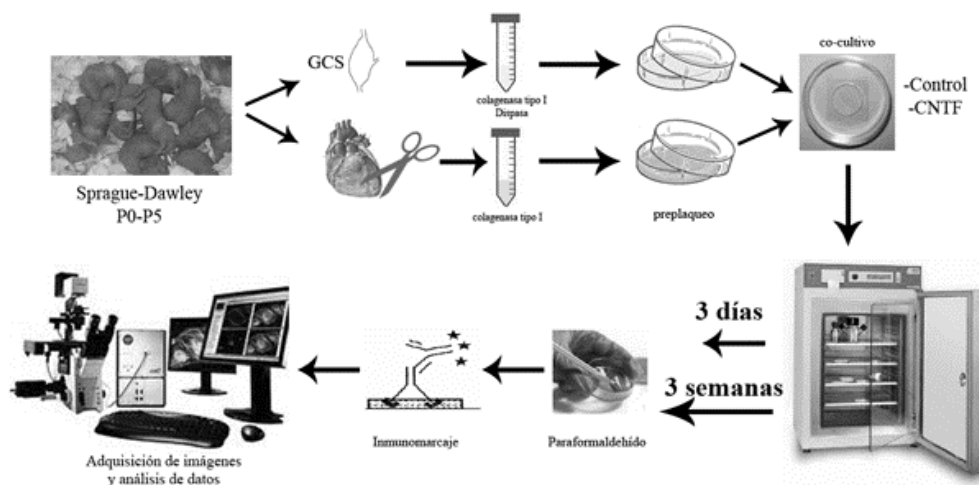 GCS
colagenasa tipo I
Dispasa
co-cultivo
-Control
-CNTF
Sprague-Dawley
P0-P5
colagenasa tipo I
preplaqueo
3 días
3 semanas
Inmunomarcaje
Paraformaldehído
Adquisición de imágenes
y análisis de datos